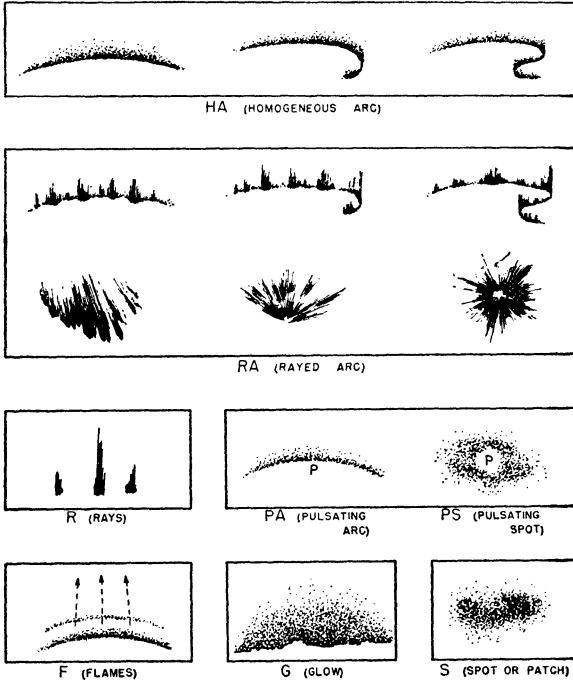 HA (HOMOGENEOUS ARC)
RA (RAYED ARC)
R (RAYS)
P
PA (PULSATING
ARC)
P
PS (PULSATING
SPOT)
F (FLAMES)
G (GLOW)
S (SPOT OR PATCH)